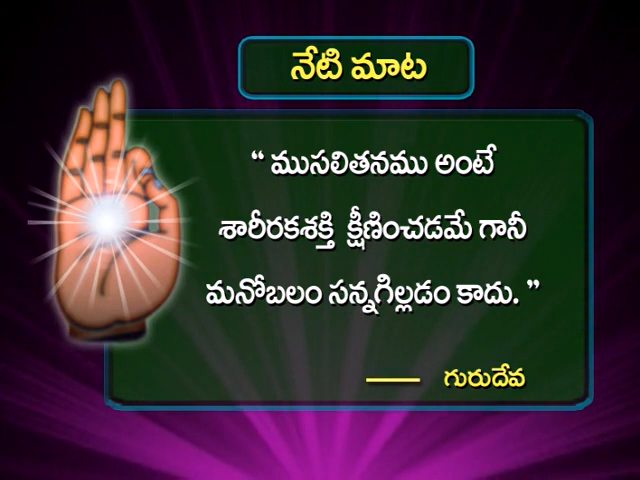 నేటి మాట
“ ముసలితనము అంటే
శారీరకశక్తి క్షీణించడమే గానీ
మనోబలం సన్నగిల్లడం కాదు. ”
—— గురుదేవ